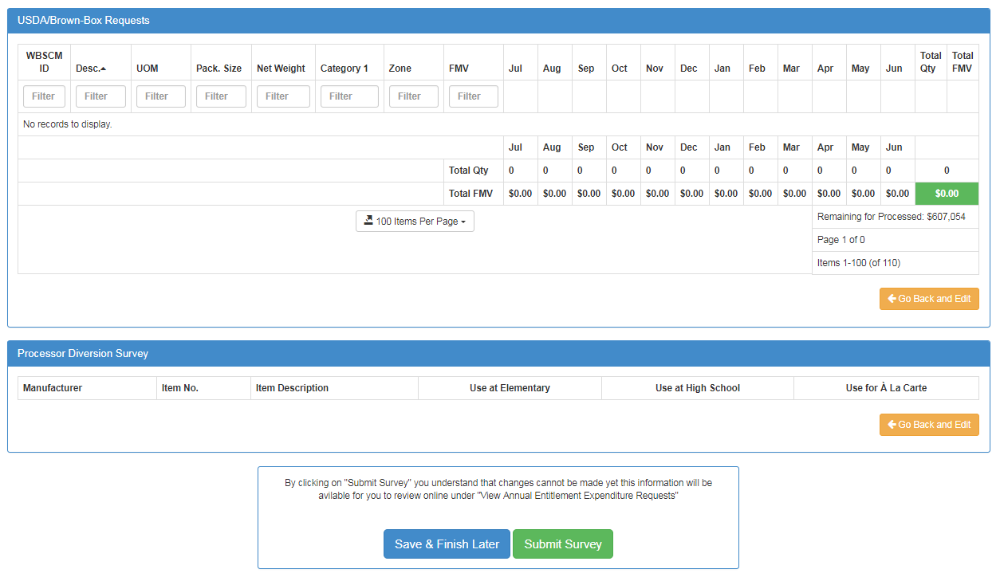 USDA/Brown-Box Requests
WBSCM ID Desc. UOM Pack. Size Net Weight Category 1 Zone FMV Jul Aug Sep Oct Nov Dec Jan Feb Mar Apr May Jun Total Qty Total FMV
Filter Filter Filter Filter Filter Filter Filter Filter
No records to display.
Jul Aug Sep Oct Nov Dec Jan Feb Mar Apr May Jun
Total Qty 0 0 0 0 0 0 0 0 0 0 0 0 0
Total FMV $0.00 $0.00 $0.00 $0.00 $0.00 $0.00 $0.00 $0.00 $0.00 $0.00 $0.00 $0.00 $0.00
100 Items Per Page
Remaining for Processed: $607,054
Page 1 of 0
Items 1-100 (of 110)
Go Back and Edit
Processor Diversion Survey
Manufacturer Item No. Item Description Use at Elementary Use at High School Use for À La Carte
Go Back and Edit
By clicking on "Submit Survey" you understand that changes cannot be made yet this information will be
avilable for you to review online under "View Annual Entitlement Expenditure Requests"
Save & Finish Later Submit Survey